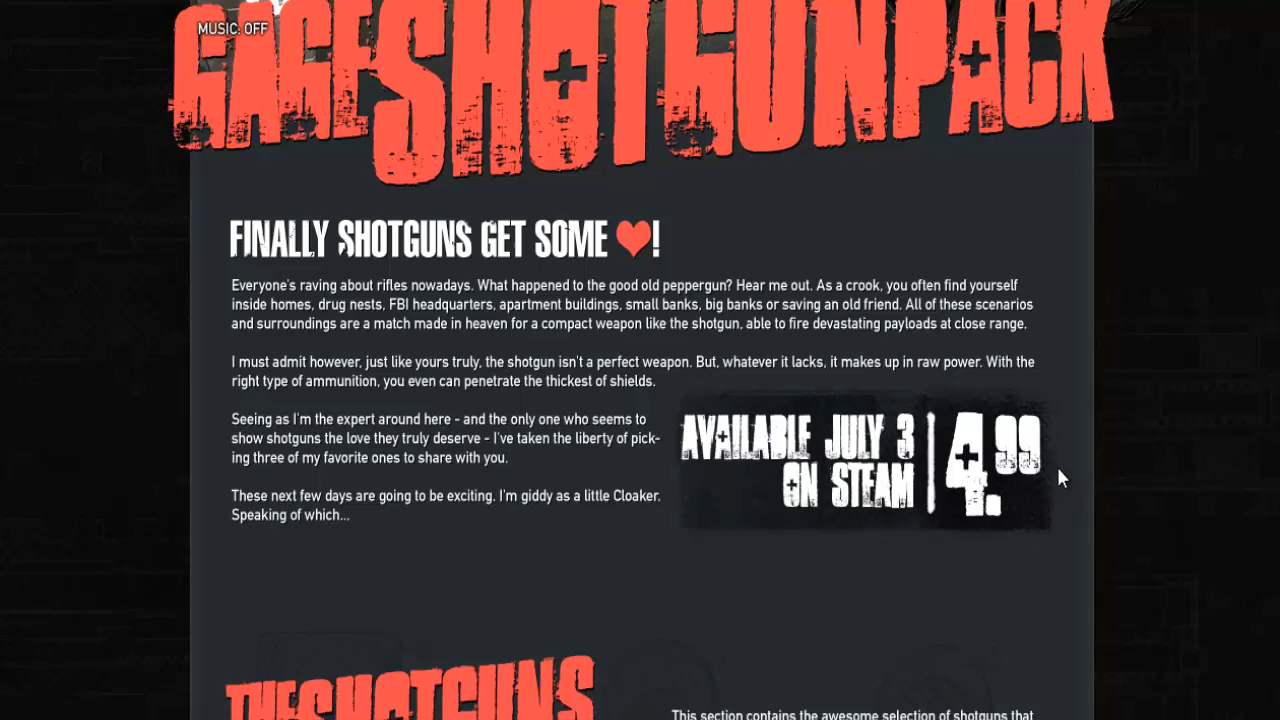 MUSIC: OFF
GAGE SHOTGUN PACK
FINALLY SHOTGUNS GET SOME ❤!
Everyone's raving about rifles nowadays. What happened to the good old peppergun? Hear me out. As a crook, you often find yourself
inside homes, drug nests, FBI headquarters, apartment buildings, small banks, big banks or saving an old friend. All of these scenarios
and surroundings are a match made in heaven for a compact weapon like the shotgun, able to fire devastating payloads at close range.
I must admit however, just like yours truly, the shotgun isn't a perfect weapon. But, whatever it lacks, it makes up in raw power. With the
right type of ammunition, you even can penetrate the thickest of shields.
Seeing as I'm the expert around here - and the only one who seems to
show shotguns the love they truly deserve - I've taken the liberty of pick-
ing three of my favorite ones to share with you.
These next few days are going to be exciting. I'm giddy as a little Cloaker.
Speaking of which...
AVAILABLE JULY 3
ON STEAM
4.99
THE SHOTGUNS
This section contains the awesome selection of shotguns that